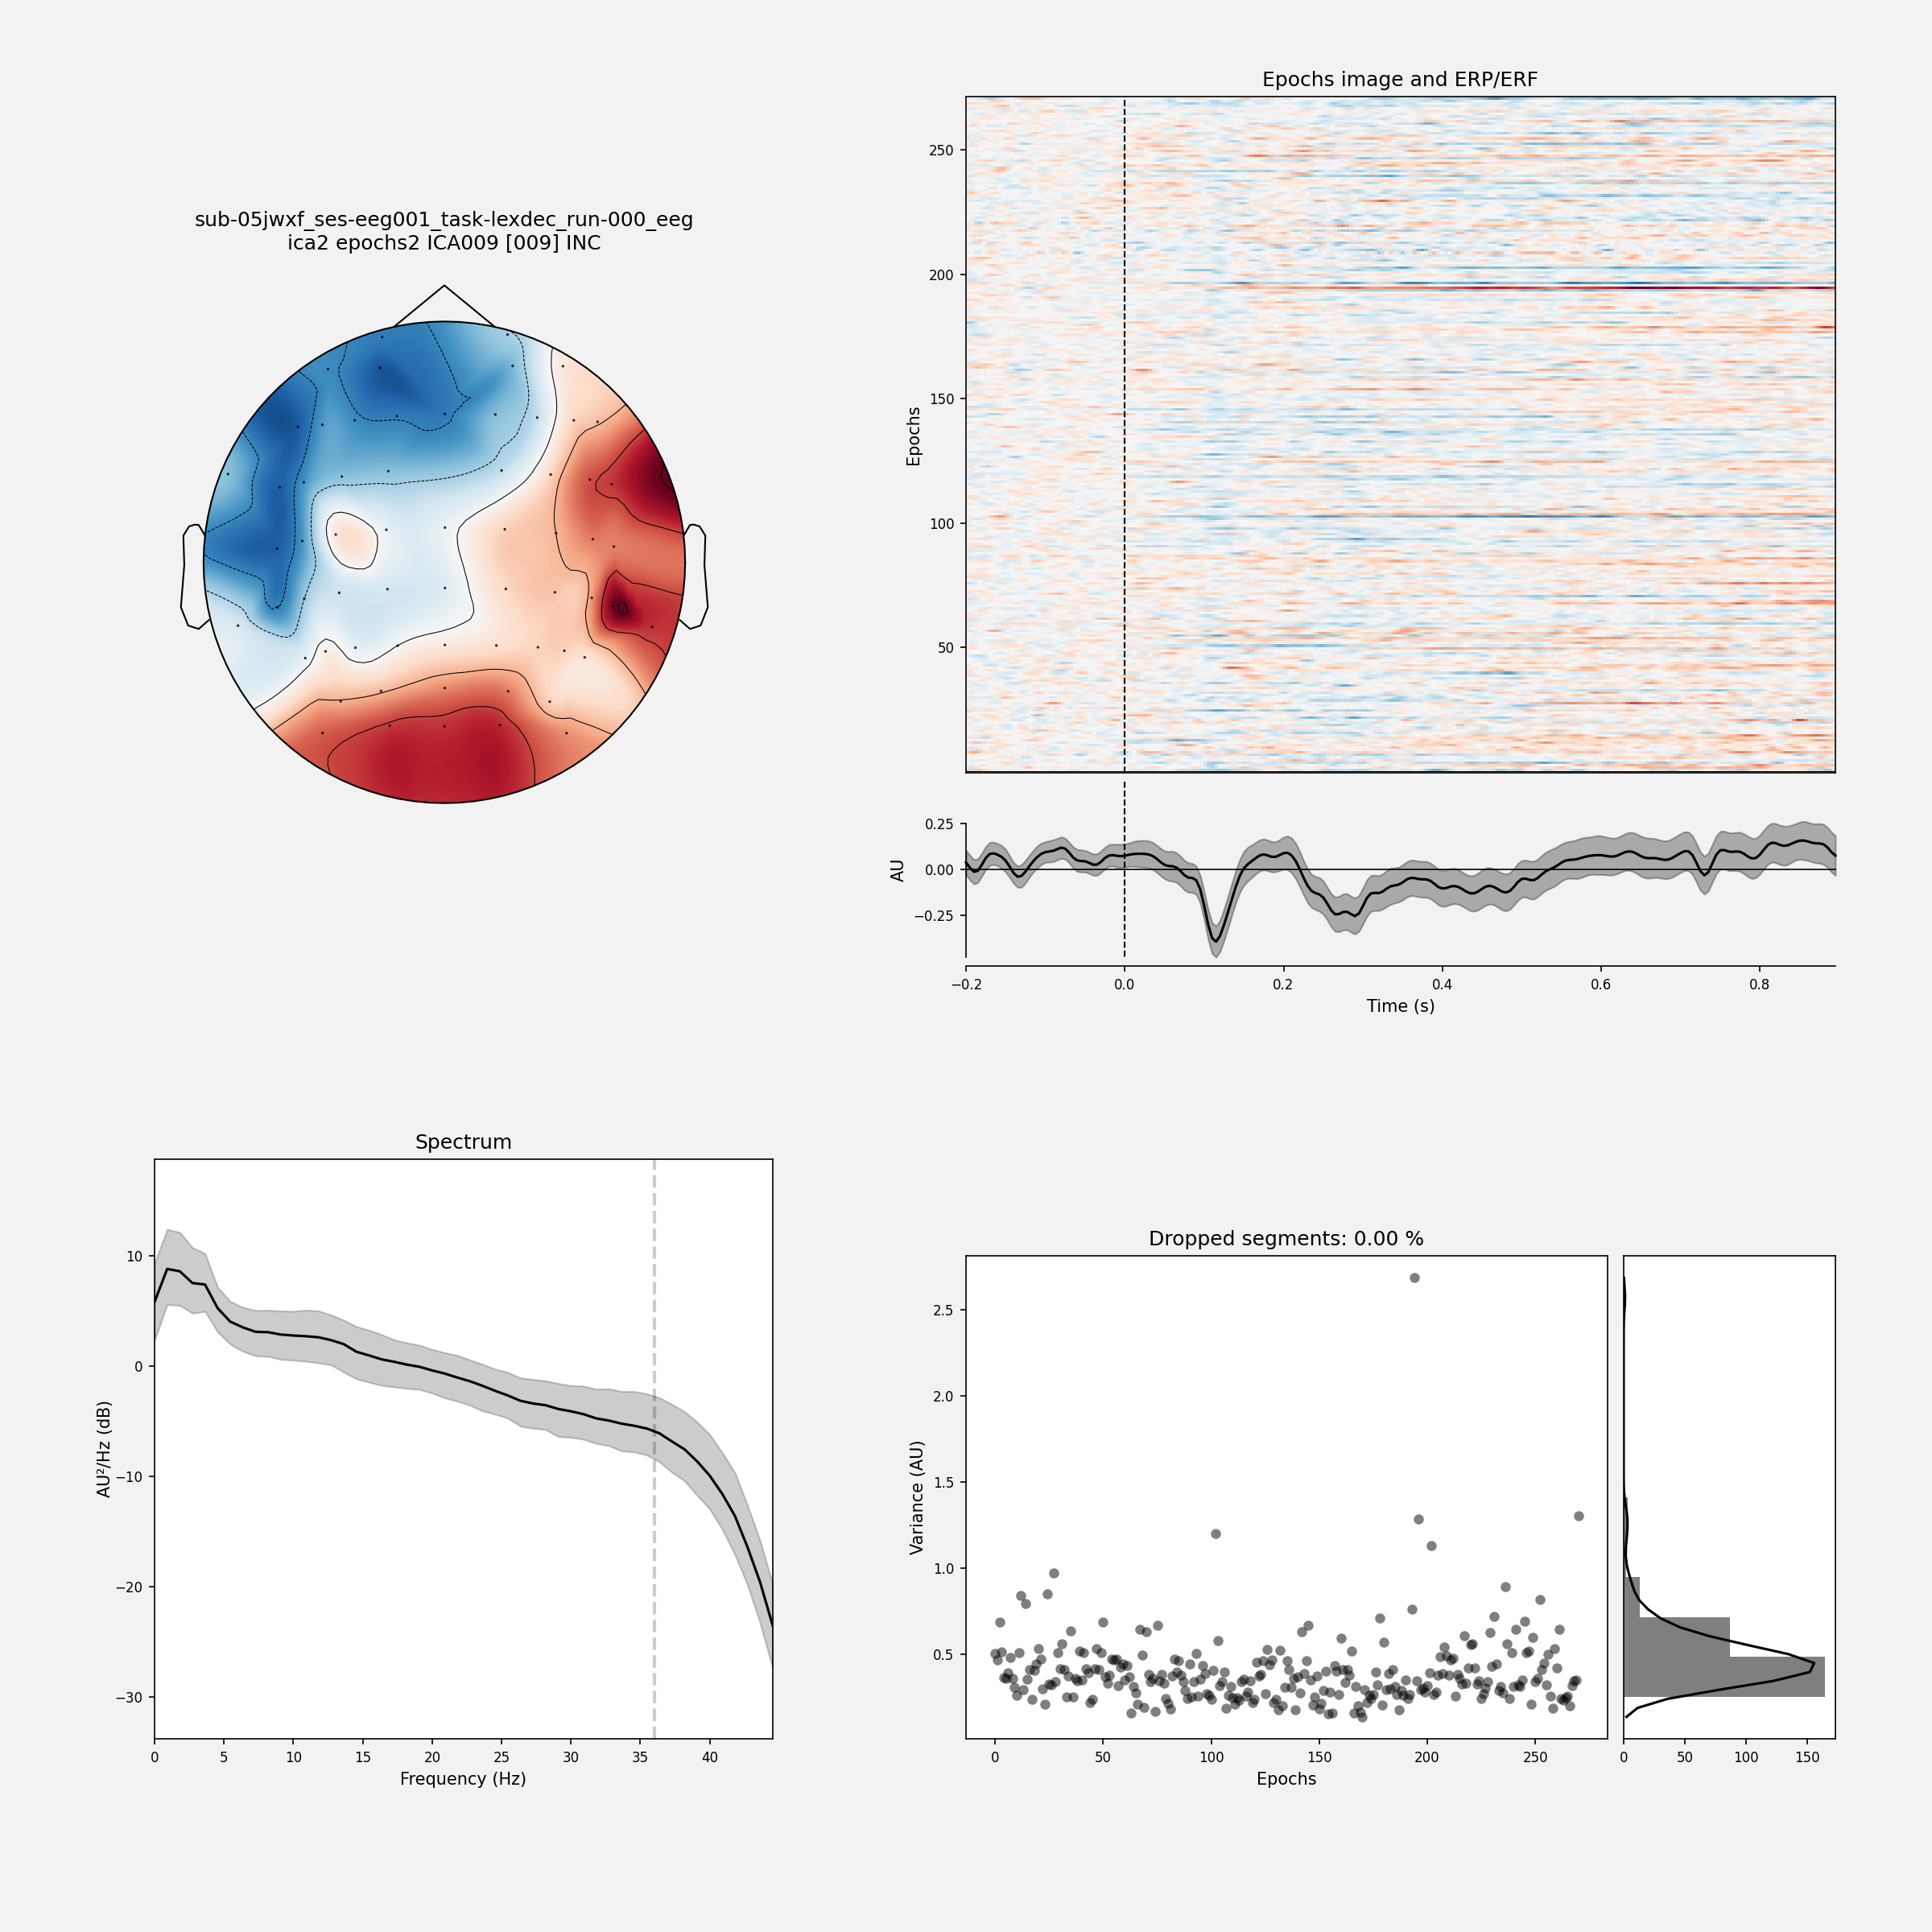 sub-05jwxf_ses-eeg001_task-lexdec_run-000_eeg
ica2 epochs2 ICA009 [009] INC
Epochs image and ERP/ERF
250
200
150
100
50
Epochs
0.25
0.00
−0.25
AU
−0.2 0.0 0.2 0.4 0.6 0.8
Time (s)
Spectrum
10
0
−10
−20
−30
AU²/Hz (dB)
0 5 10 15 20 25 30 35 40
Frequency (Hz)
Dropped segments: 0.00 %
2.5
2.0
1.5
1.0
0.5
Variance (AU)
0 50 100 150 200 250
Epochs
0 50 100 150